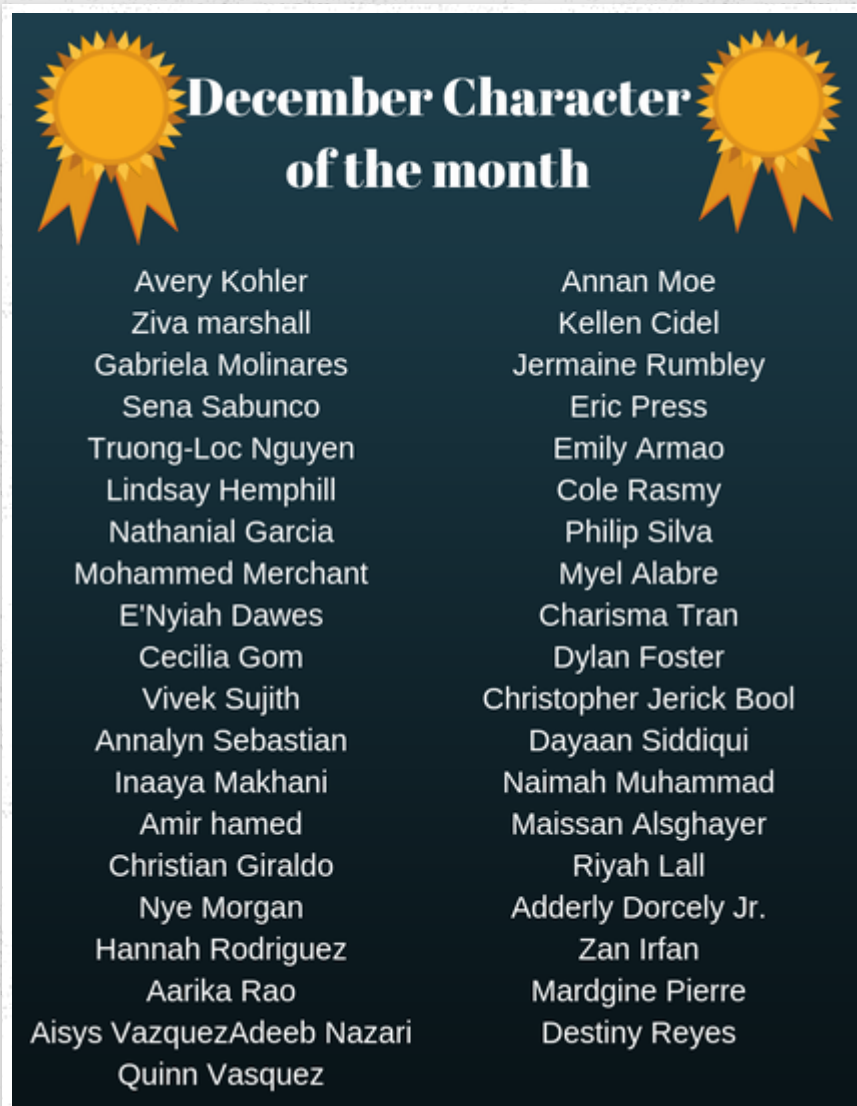 December Character
of the month
Avery Kohler
Ziva marshall
Gabriela Molinares
Sena Sabunco
Truong-Loc Nguyen
Lindsay Hemphill
Nathanial Garcia
Mohammed Merchant
E'Nyiah Dawes
Cecilia Gom
Vivek Sujith
Annalyn Sebastian
Inaaya Makhani
Amir hamed
Christian Giraldo
Nye Morgan
Hannah Rodriguez
Aarika Rao
Aisys VazquezAdeeb Nazari
Quinn Vasquez
Annan Moe
Kellen Cidel
Jermaine Rumbley
Eric Press
Emily Armao
Cole Rasmy
Philip Silva
Myel Alabre
Charisma Tran
Dylan Foster
Christopher Jerick Bool
Dayaan Siddiqui
Naimah Muhammad
Maissan Alsghayer
Riyah Lall
Adderly Dorcely Jr.
Zan Irfan
Mardgine Pierre
Destiny Reyes